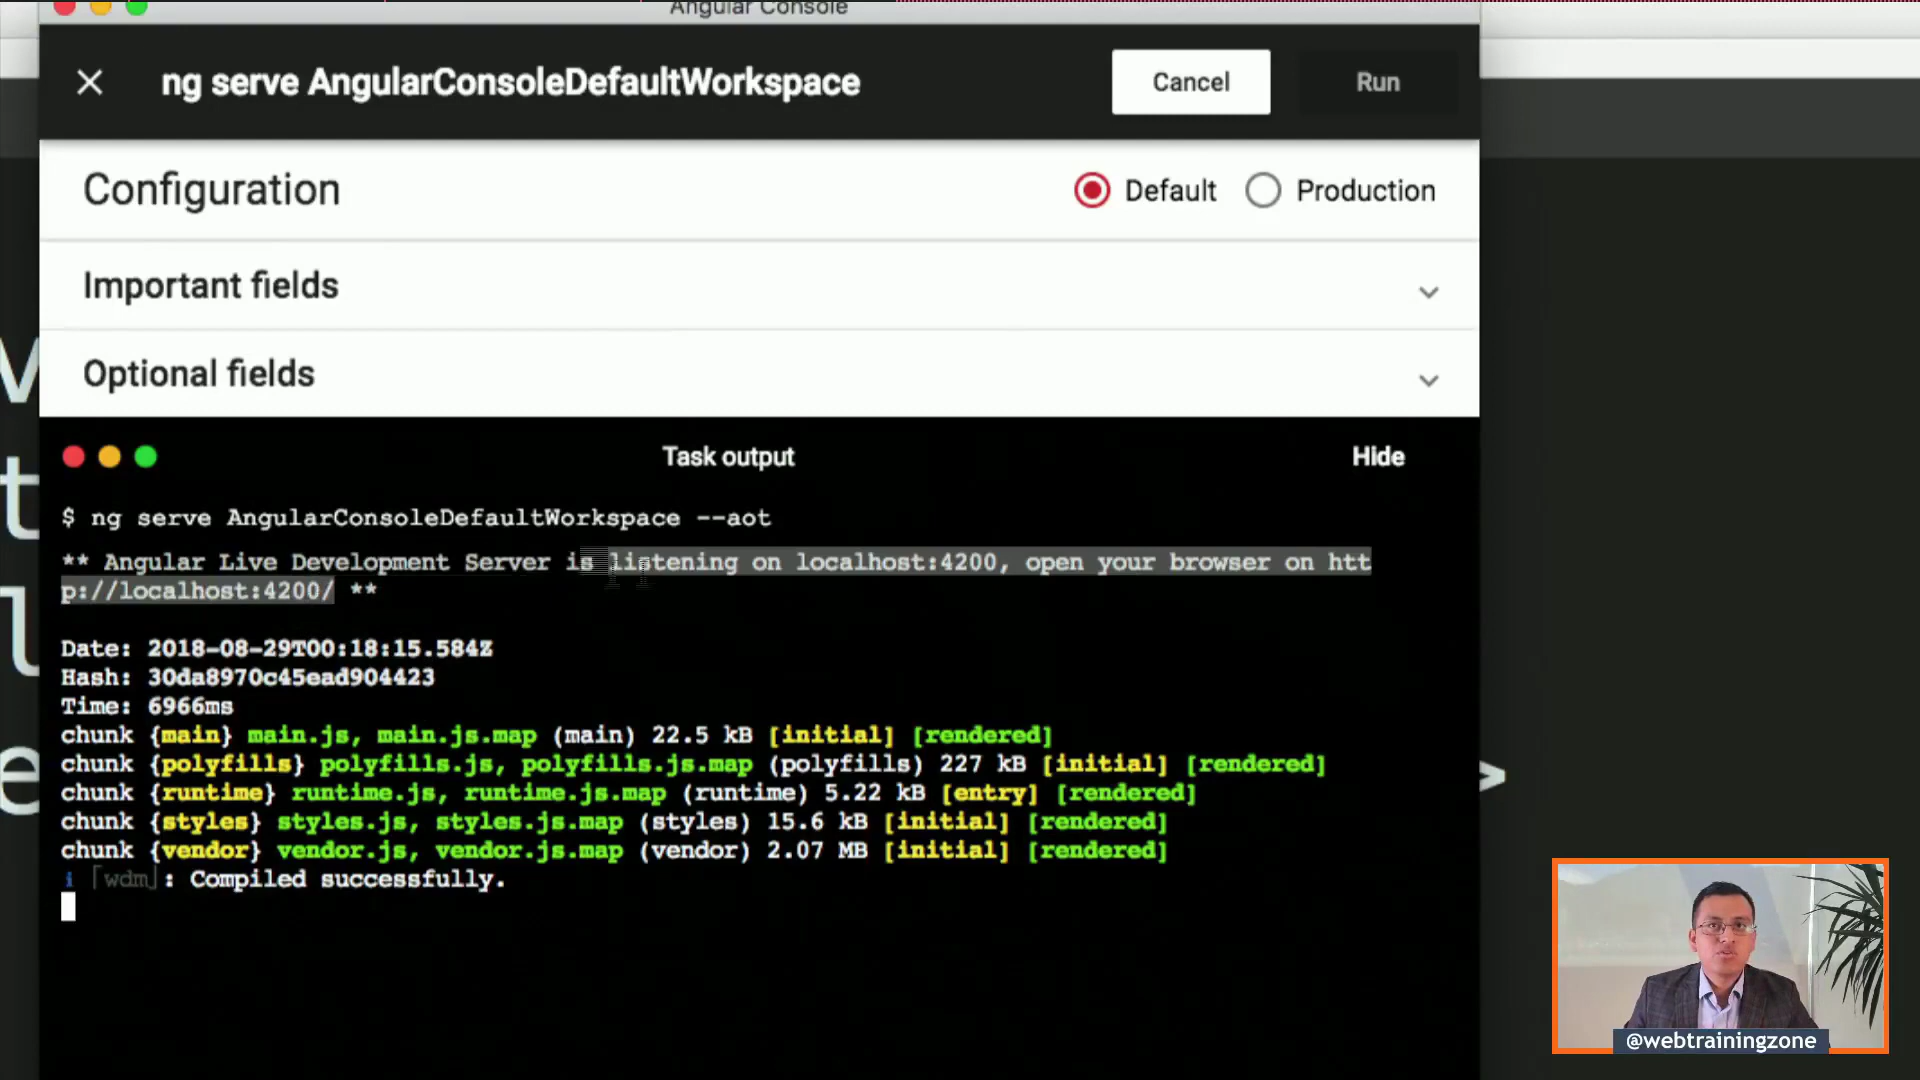 Angular Console
ng serve AngularConsoleDefaultWorkspace
Cancel
Run
Configuration
Default
Production
Important fields
Optional fields
Task output
Hide
$ ng serve AngularConsoleDefaultWorkspace --aot
** Angular Live Development Server is listening on localhost:4200, open your browser on htt
p://localhost:4200/ **
Date: 2018-08-29T00:18:15.584Z
Hash: 30da8970c45ead904423
Time: 6966ms
chunk {main} main.js, main.js.map (main) 22.5 kB [initial] [rendered]
chunk {polyfills} polyfills.js, polyfills.js.map (polyfills) 227 kB [initial] [rendered]
chunk {runtime} runtime.js, runtime.js.map (runtime) 5.22 kB [entry] [rendered]
chunk {styles} styles.js, styles.js.map (styles) 15.6 kB [initial] [rendered]
chunk {vendor} vendor.js, vendor.js.map (vendor) 2.07 MB [initial] [rendered]
i ｢wdm｣: Compiled successfully.
@webtrainingzone